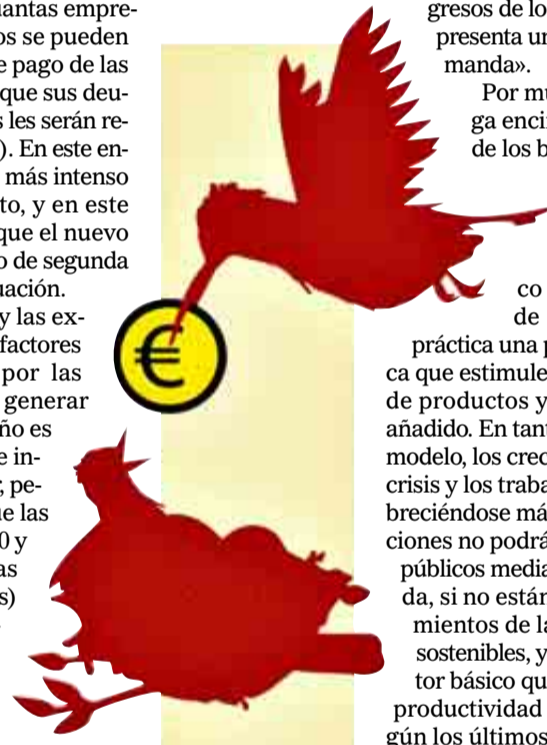 uantas empre-
os se pueden
e pago de las
que sus deu-
s les serán re-
). En este en-
más intenso
to, y en este
que el nuevo
o de segunda
uación.
y las ex-
factores
por las
generar
ño es
e in-
, pe-
ue las
0 y
as
s)
€
gresos de lo
presenta un
manda».
Por mu
ga encir
de los b
co
de
práctica una p
ca que estimule
de productos y
añadido. En tant
modelo, los crec
crisis y los traba
breciéndose má
ciones no podrá
públicos media
da, si no están
mientos de la
sostenibles, y
tor básico qu
productividad
gún los últimos